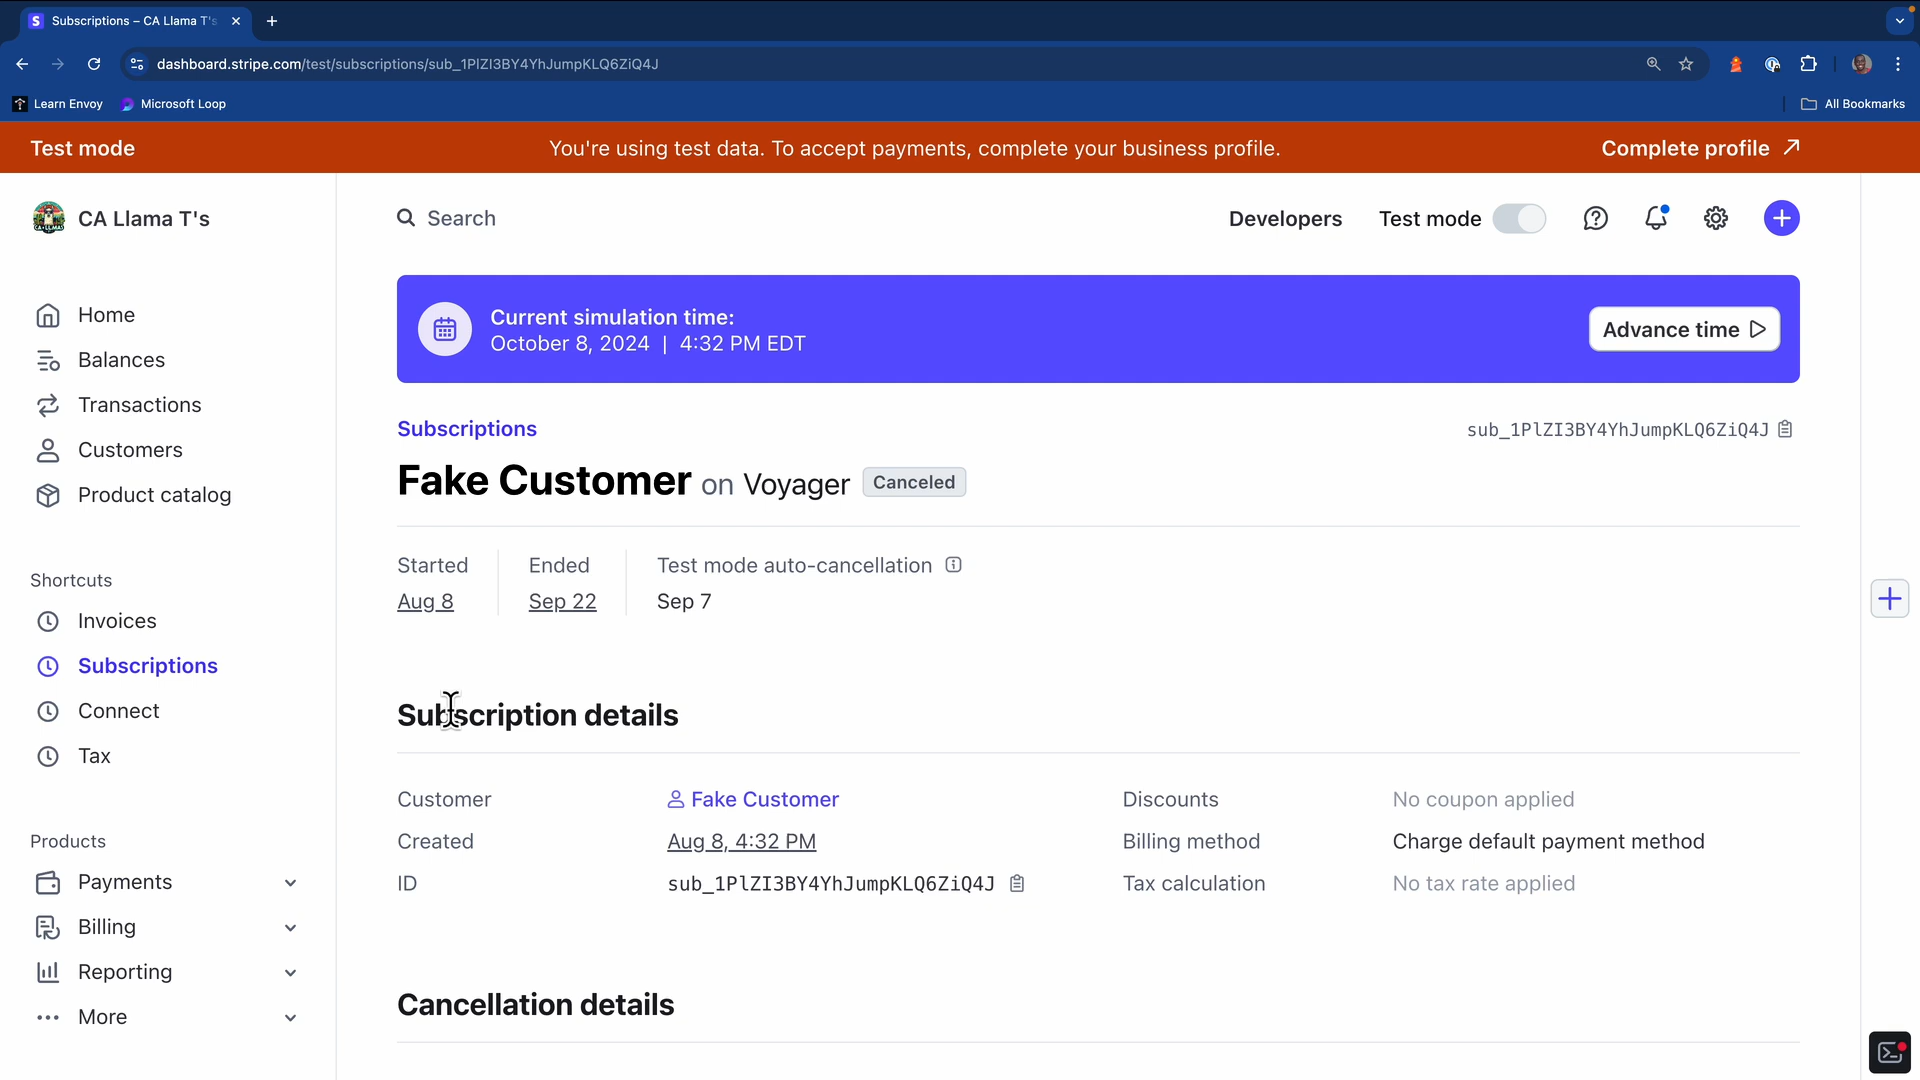 Subscriptions – CA Llama T's
dashboard.stripe.com/test/subscriptions/sub_1PlZI3BY4YhJumpKLQ6ZiQ4J
Learn Envoy
Microsoft Loop
All Bookmarks
Test mode
You're using test data. To accept payments, complete your business profile.
Complete profile
CA Llama T's
Search
Developers
Test mode
Home
Balances
Transactions
Customers
Product catalog
Shortcuts
Invoices
Subscriptions
Connect
Tax
Products
Payments
Billing
Reporting
More
Current simulation time:
October 8, 2024 | 4:32 PM EDT
Advance time
Subscriptions
sub_1PlZI3BY4YhJumpKLQ6ZiQ4J
Fake Customer on Voyager Canceled
Started
Aug 8
Ended
Sep 22
Test mode auto-cancellation
Sep 7
Subscription details
Customer
Fake Customer
Created
Aug 8, 4:32 PM
ID
sub_1PlZI3BY4YhJumpKLQ6ZiQ4J
Discounts
No coupon applied
Billing method
Charge default payment method
Tax calculation
No tax rate applied
Cancellation details